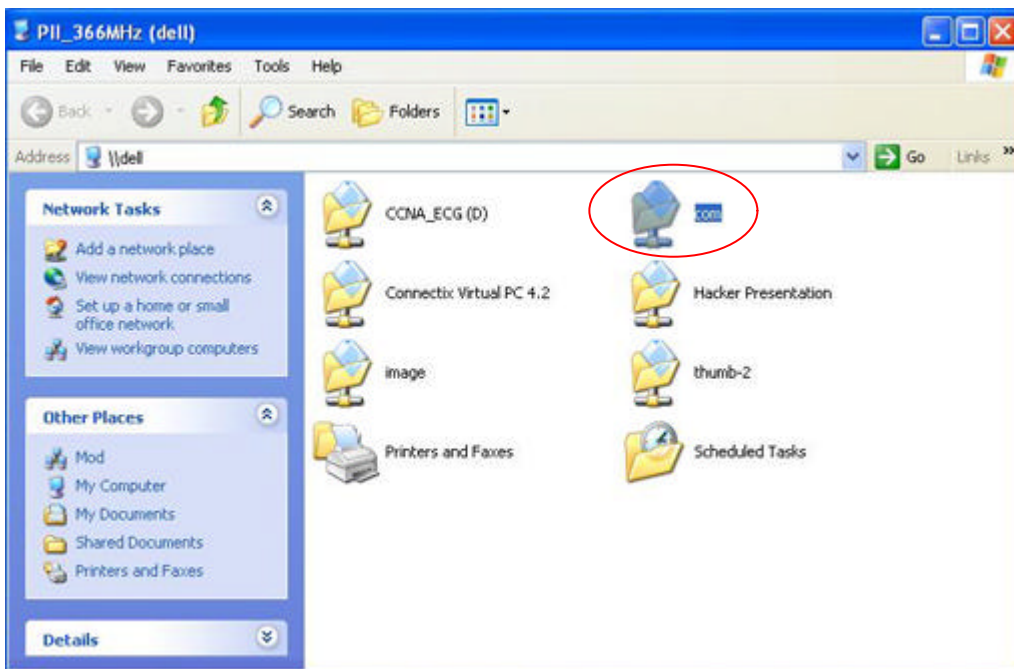 PII_366MHz (dell)
File Edit View Favorites Tools Help
Back Search Folders
Address \\dell Go Links »
Network Tasks
Add a network place
View network connections
Set up a home or small
office network
View workgroup computers
Other Places
Mod
My Computer
My Documents
Shared Documents
Printers and Faxes
Details
CCNA_ECG (D) com
Connectix Virtual PC 4.2 Hacker Presentation
image thumb-2
Printers and Faxes Scheduled Tasks